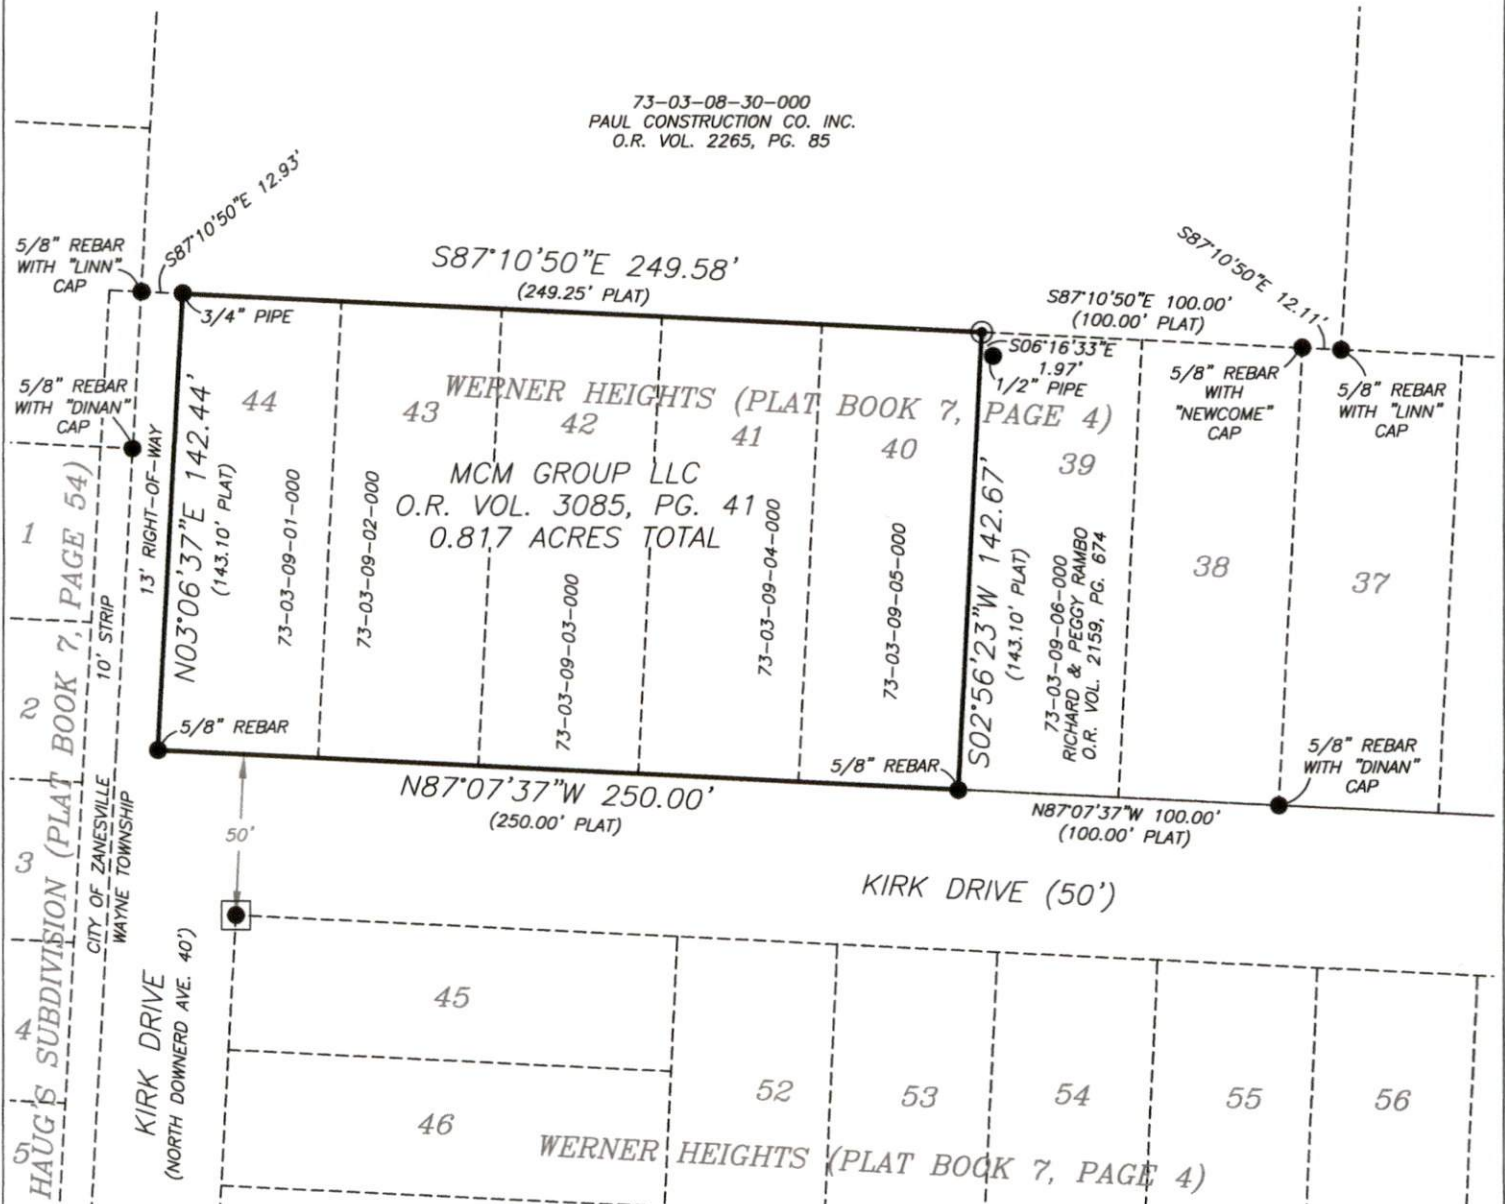 73-03-08-30-000
PAUL CONSTRUCTION CO. INC.
O.R. VOL. 2265, PG. 85
S87°10'50"E 12.93'
5/8" REBAR
WITH "LINN"
CAP
S87°10'50"E 249.58'
(249.25' PLAT)
3/4" PIPE
S87°10'50"E 100.00'
(100.00' PLAT)
S87°10'50"E 12.11'
S06°16'33"E
1.97'
1/2" PIPE
5/8" REBAR
WITH
"NEWCOME"
CAP
5/8" REBAR
WITH "LINN"
CAP
5/8" REBAR
WITH "DINAN"
CAP
WERNER HEIGHTS (PLAT BOOK 7, PAGE 4)
44
43
42
41
40
39
38
37
MCM GROUP LLC
O.R. VOL. 3085, PG. 41
0.817 ACRES TOTAL
13' RIGHT-OF-WAY
N03°06'37"E 142.44'
(143.10' PLAT)
73-03-09-01-000
73-03-09-02-000
73-03-09-03-000
73-03-09-04-000
73-03-09-05-000
S02°56'23"W 142.67'
(143.10' PLAT)
73-03-09-06-000
RICHARD & PEGGY RAMBO
O.R. VOL. 2159, PG. 674
1
2
3
4
5
HAUG'S SUBDIVISION (PLAT BOOK 7, PAGE 54)
10' STRIP
CITY OF ZANESVILLE
WAYNE TOWNSHIP
5/8" REBAR
5/8" REBAR
5/8" REBAR
WITH "DINAN"
CAP
N87°07'37"W 250.00'
(250.00' PLAT)
N87°07'37"W 100.00'
(100.00' PLAT)
50'
KIRK DRIVE (50')
KIRK DRIVE
(NORTH DOWNERD AVE. 40')
45
46
52
53
54
55
56
WERNER HEIGHTS (PLAT BOOK 7, PAGE 4)